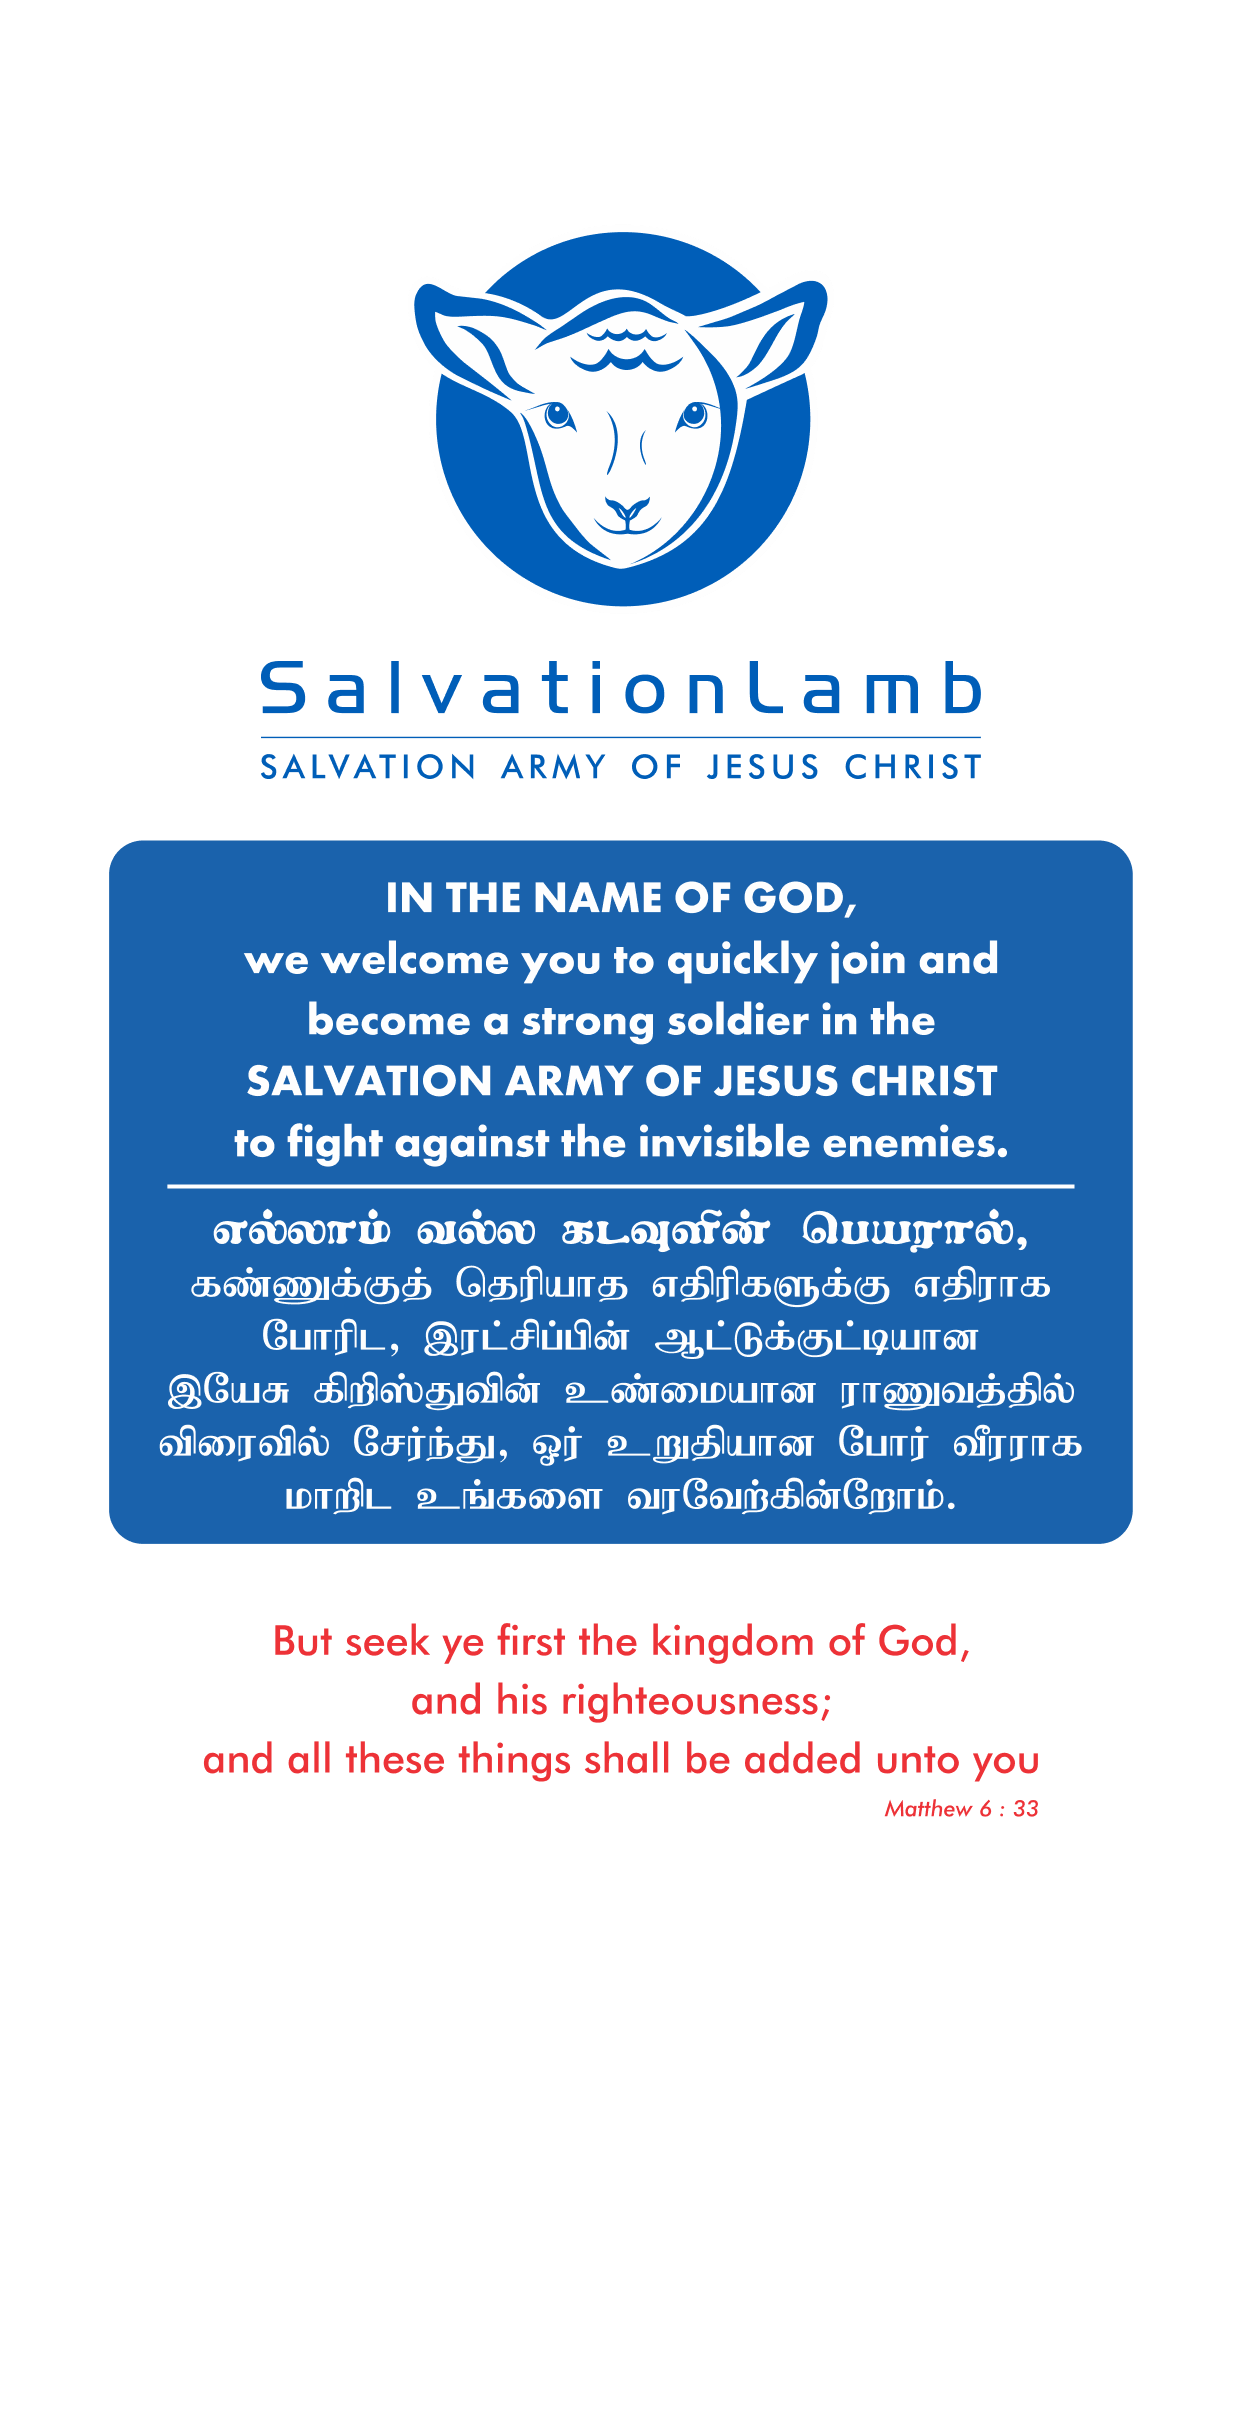 SalvationLamb
SALVATION ARMY OF JESUS CHRIST
IN THE NAME OF GOD,
we welcome you to quickly join and
become a strong soldier in the
SALVATION ARMY OF JESUS CHRIST
to fight against the invisible enemies.
எல்லாம் வல்ல கடவுளின் பெயரால்,
கண்ணுக்குத் தெரியாத எதிரிகளுக்கு எதிராக
போரிட, இரட்சிப்பின் ஆட்டுக்குட்டியான
இயேசு கிறிஸ்துவின் உண்மையான ராணுவத்தில்
விரைவில் சேர்ந்து, ஓர் உறுதியான போர் வீரராக
மாறிட உங்களை வரவேற்கின்றோம்.
But seek ye first the kingdom of God,
and his righteousness;
and all these things shall be added unto you
Matthew 6 : 33